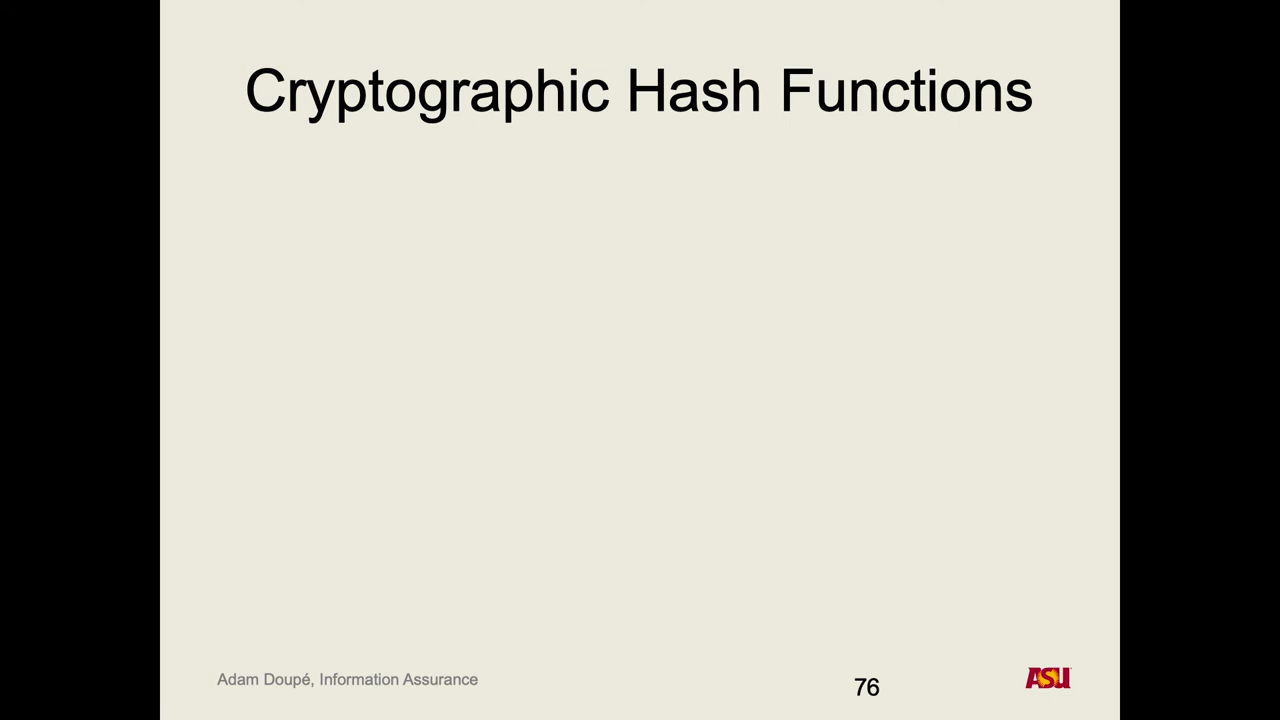 Cryptographic Hash Functions
Adam Doupé, Information Assurance
76
ASU